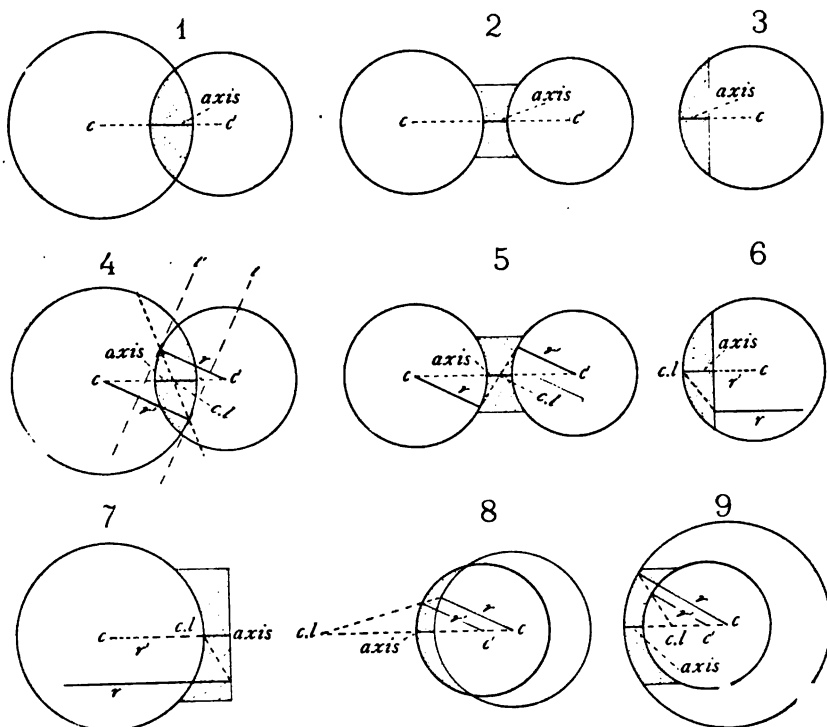 1 2 3
c axis c'
c axis c'
axis c
4 5 6
l' l
axis r
c c'
r' c.l
axis r'
c c'
r c.l
axis
c.l r' c
r
7 8 9
c c.l axis
r'
r
c.l r r' c
axis c'
r r' c
c.l c'
axis